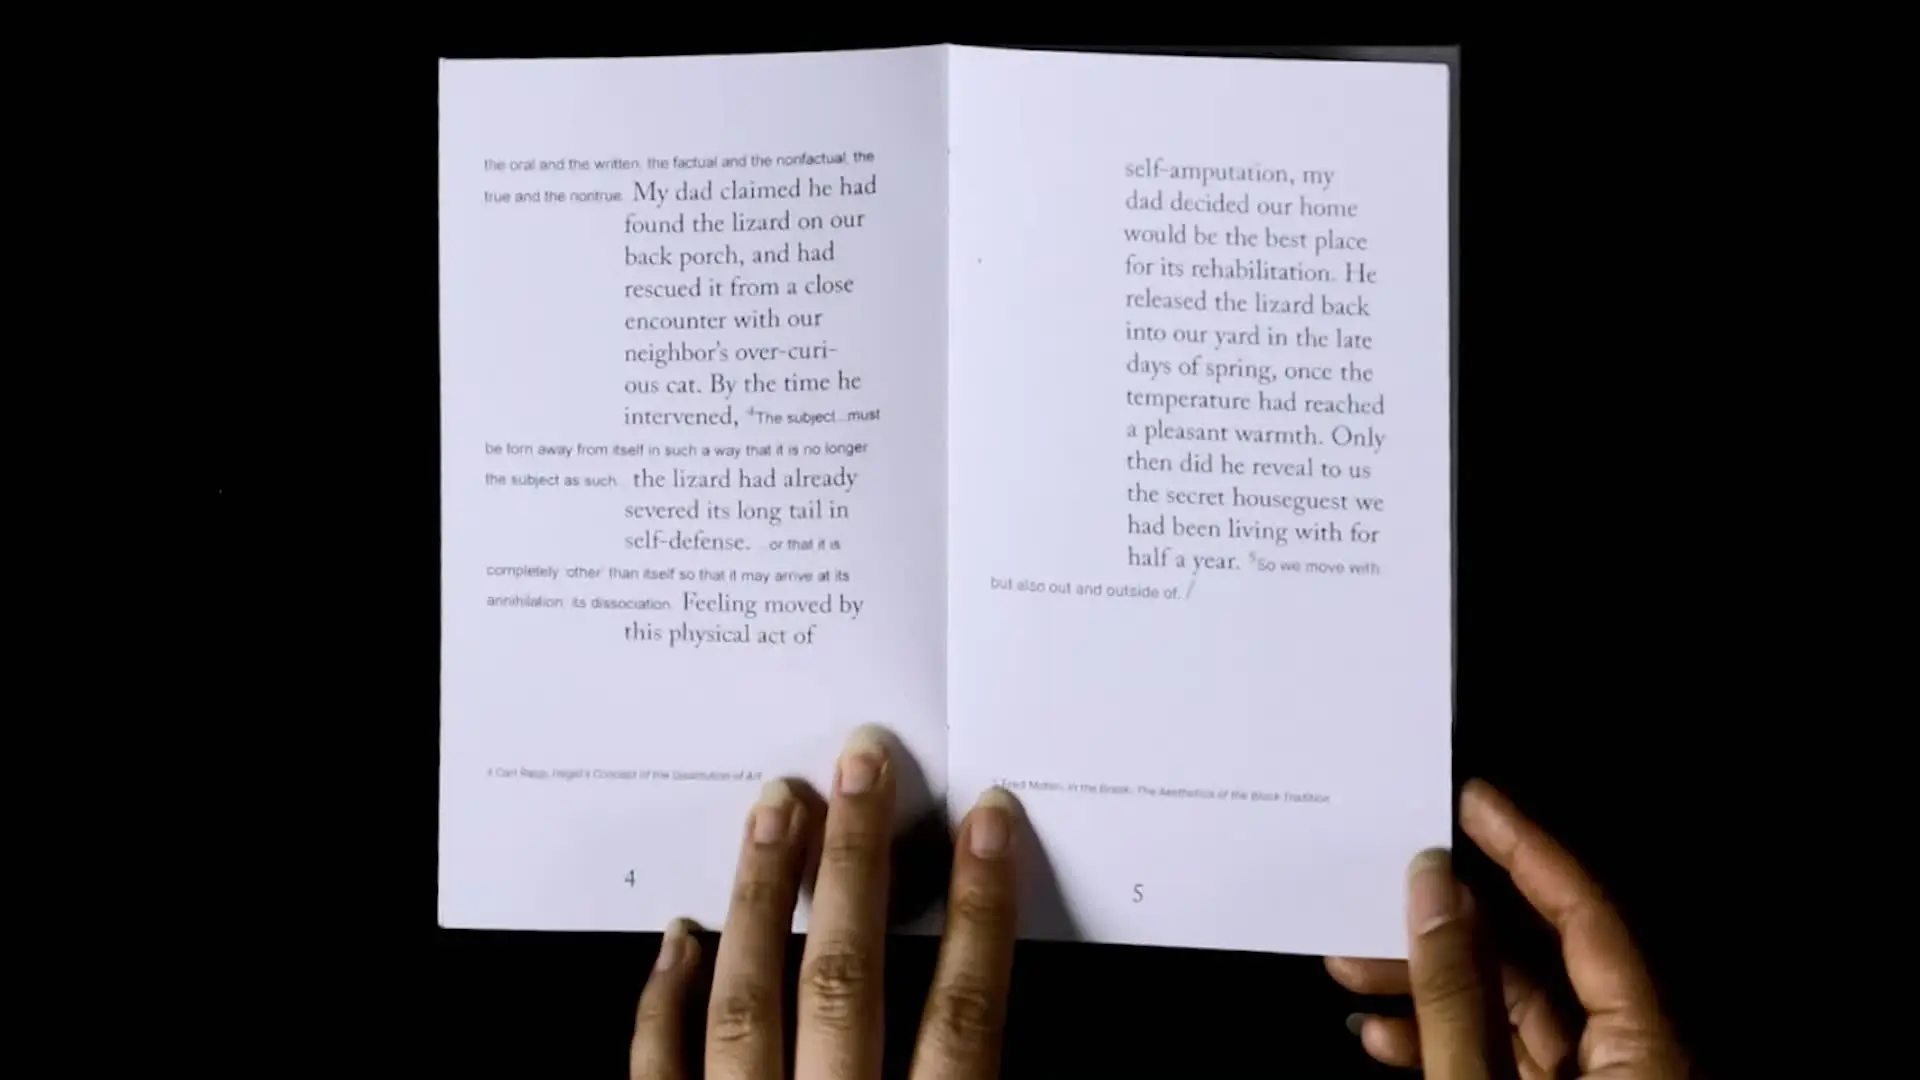 the oral and the written, the factual and the nonfactual, the
true and the nontrue. My dad claimed he had
found the lizard on our
back porch, and had
rescued it from a close
encounter with our
neighbor's over-curi-
ous cat. By the time he
intervened, ⁴The subject...must
be torn away from itself in such a way that it is no longer
the subject as such... the lizard had already
severed its long tail in
self-defense. ...or that it is
completely 'other' than itself so that it may arrive at its
annihilation, its dissociation. Feeling moved by
this physical act of
4 Curt Rapp, Hegel's Concept of the Dissolution of Art
4
self-amputation, my
dad decided our home
would be the best place
for its rehabilitation. He
released the lizard back
into our yard in the late
days of spring, once the
temperature had reached
a pleasant warmth. Only
then did he reveal to us
the secret houseguest we
had been living with for
half a year. ⁵So we move with
but also out and outside of. /
5 Fred Moten, In the Break: The Aesthetics of the Black Tradition
5